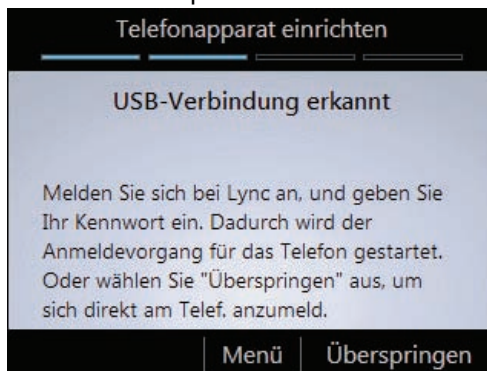 Telefonapparat einrichten
USB-Verbindung erkannt
Melden Sie sich bei Lync an, und geben Sie
Ihr Kennwort ein. Dadurch wird der
Anmeldevorgang für das Telefon gestartet.
Oder wählen Sie "Überspringen" aus, um
sich direkt am Telef. anzumeld.
Menü Überspringen